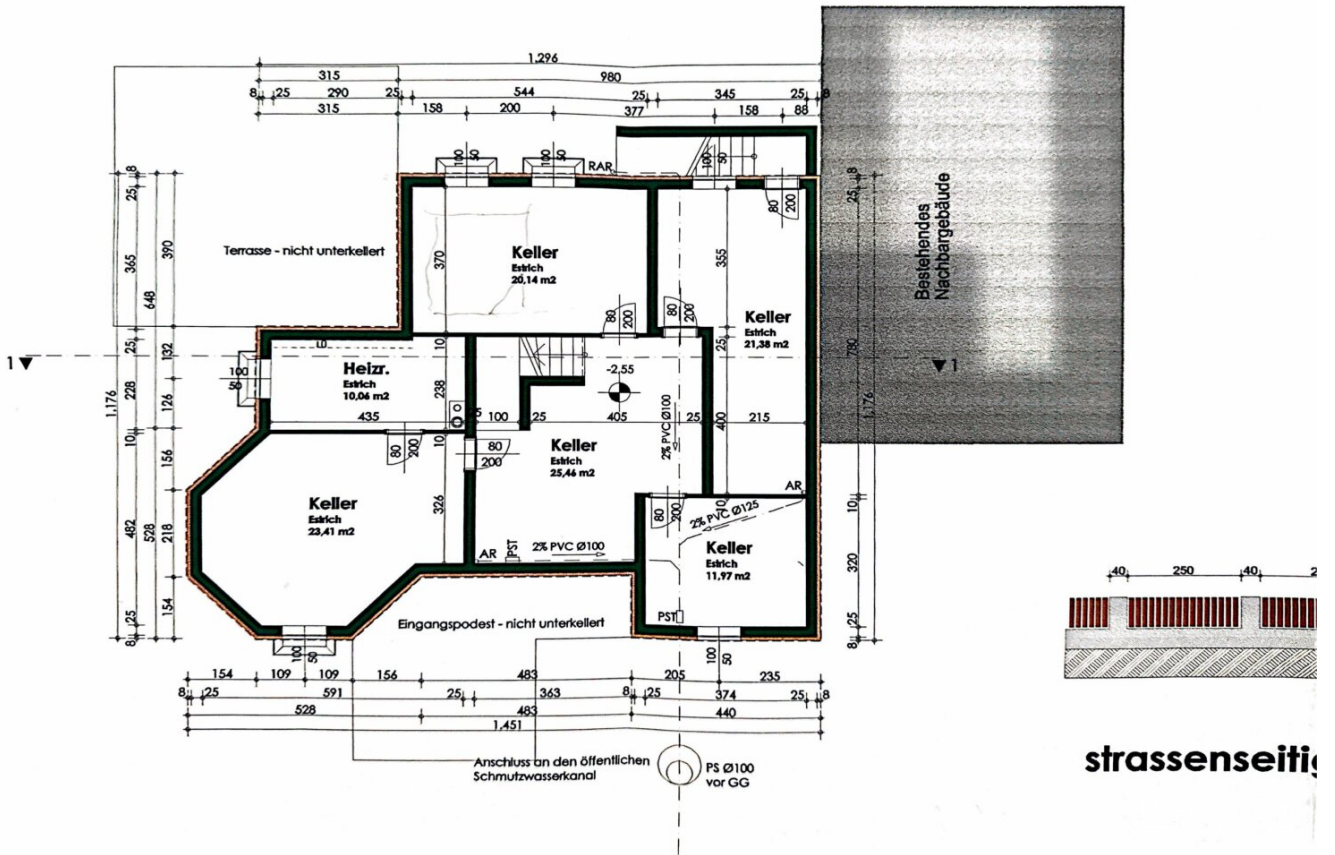 1.296
315 980
8 25 290 25 544 25 345 25 8
315 158 200 377 158 88
100 50
100 50
RAR
100 50
80 200
Terrasse - nicht unterkellert
Keller
Estrich
20,14 m2
370
355
Keller
Estrich
21,38 m2
Bestehendes
Nachbargebäude
1
1
8 25 365 25 228 10 482 25 8
1.176
648
528
390 132 126 156 218 154
LD
Heizr.
Estrich
10,06 m2
435
100 50
10 238 10 326
80 200
80 200
80 200
-2,55
100 25 405 25
215
25 400 10
2% PVC Ø100
Keller
Estrich
25,46 m2
80 200
Keller
Estrich
23,41 m2
AR
PST
2% PVC Ø100
80 200
2% PVC Ø125
AR
Keller
Estrich
11,97 m2
PST
8 25 780 10 320 25 8
1.176
Eingangspodest - nicht unterkellert
100 50
100 50
154 109 109 156 483 205 235
8 25 591 25 363 8 25 374 25 8
528 483 440
1.451
Anschluss an den öffentlichen
Schmutzwasserkanal
PS Ø100
vor GG
40 250 40
strassenseitig